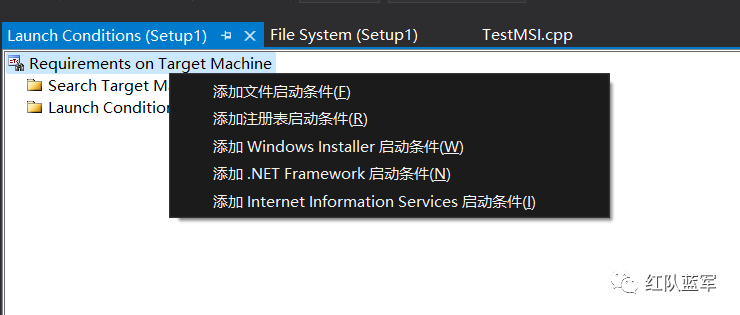 Launch Conditions (Setup1)
File System (Setup1)
TestMSI.cpp
Requirements on Target Machine
Search Target M
Launch Condition
添加文件启动条件(F)
添加注册表启动条件(R)
添加 Windows Installer 启动条件(W)
添加 .NET Framework 启动条件(N)
添加 Internet Information Services 启动条件(I)
红队蓝军